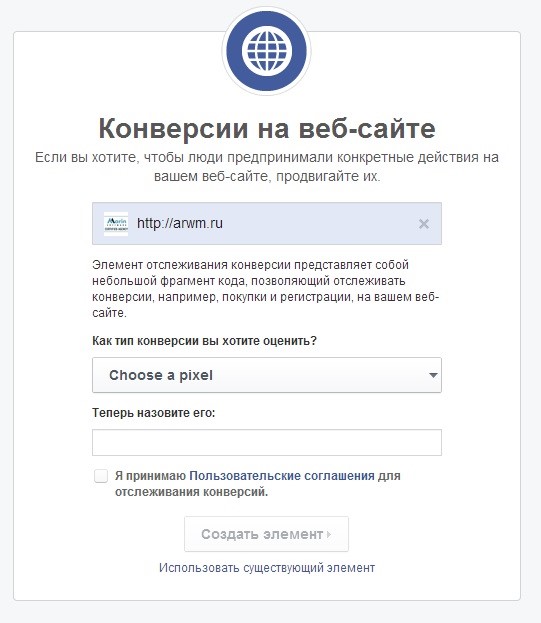 Конверсии на веб-сайте
Если вы хотите, чтобы люди предпринимали конкретные действия на
вашем веб-сайте, продвигайте их.
http://arwm.ru
Элемент отслеживания конверсии представляет собой
небольшой фрагмент кода, позволяющий отслеживать
конверсии, например, покупки и регистрации, на вашем веб-
сайте.
Как тип конверсии вы хотите оценить?
Choose a pixel
Теперь назовите его:
Я принимаю Пользовательские соглашения для
отслеживания конверсий.
Создать элемент
Использовать существующий элемент